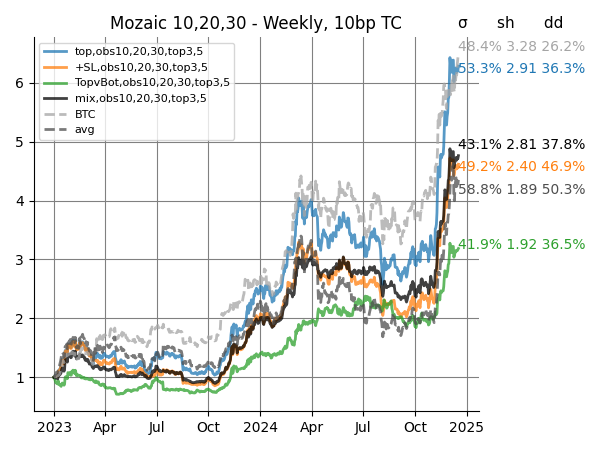 Mozaic 10,20,30 - Weekly, 10bp TC
σ sh dd
top,obs10,20,30,top3,5
+SL,obs10,20,30,top3,5
TopvBot,obs10,20,30,top3,5
mix,obs10,20,30,top3,5
BTC
avg
48.4% 3.28 26.2%
53.3% 2.91 36.3%
43.1% 2.81 37.8%
49.2% 2.40 46.9%
58.8% 1.89 50.3%
41.9% 1.92 36.5%
6
5
4
3
2
1
2023 Apr Jul Oct 2024 Apr Jul Oct 2025